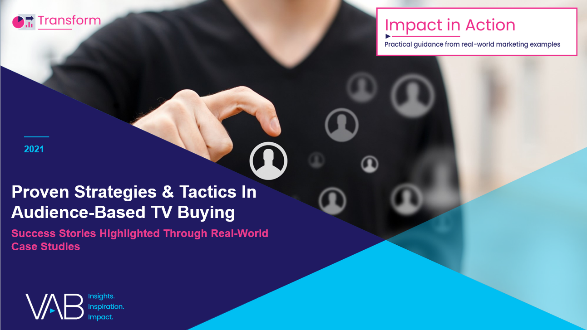 Transform
Impact in Action
Practical guidance from real-world marketing examples
2021
Proven Strategies & Tactics In
Audience-Based TV Buying
Success Stories Highlighted Through Real-World
Case Studies
VAB
Insights.
Inspiration.
Impact.